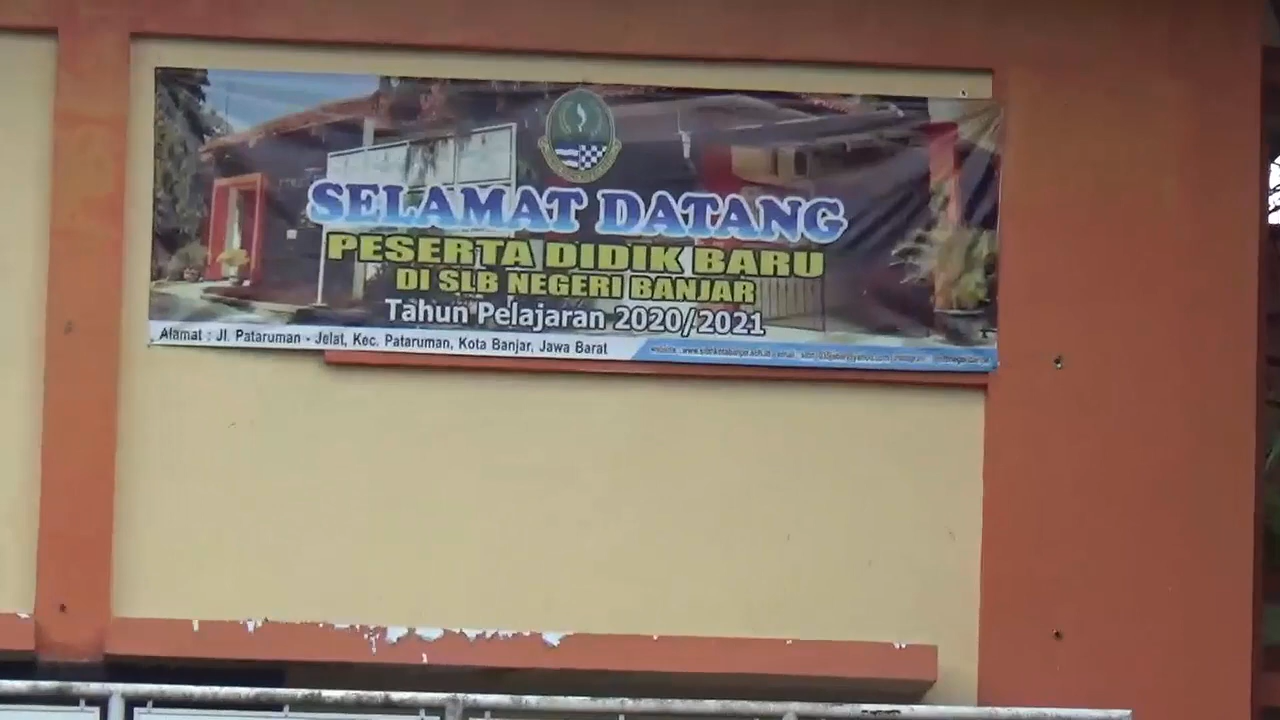 SELAMAT DATANG
PESERTA DIDIK BARU
DI SLB NEGERI BANJAR
Tahun Pelajaran 2020/2021
Alamat : Jl. Pataruman - Jelat, Kec. Pataruman, Kota Banjar, Jawa Barat